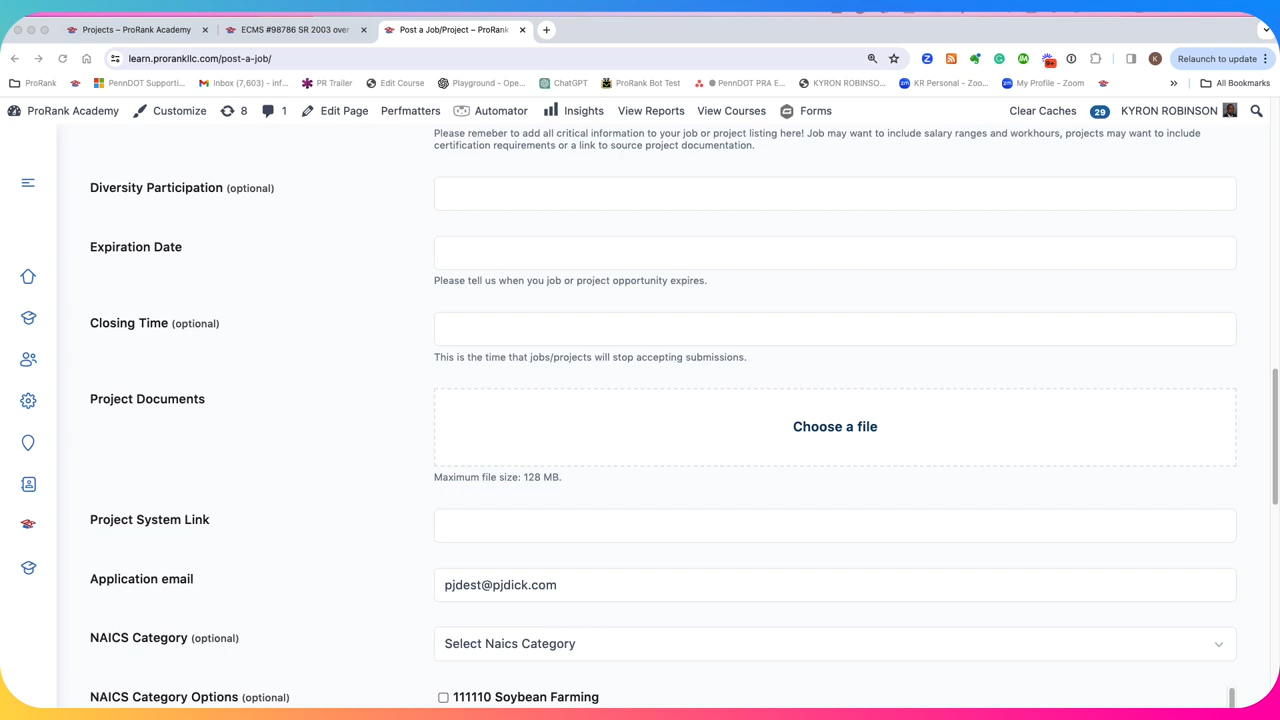 Projects – ProRank Academy
ECMS #98786 SR 2003 over
Post a Job/Project – ProRank
learn.prorankllc.com/post-a-job/
K
Relaunch to update
ProRank
PennDOT Supporti...
Inbox (7,603) - inf...
PR Trailer
Edit Course
Playground - Ope...
ChatGPT
ProRank Bot Test
PennDOT PRA E...
KYRON ROBINSO...
KR Personal - Zoo...
My Profile - Zoom
All Bookmarks
ProRank Academy
Customize
8
1
Edit Page
Perfmatters
Automator
Insights
View Reports
View Courses
Forms
Clear Caches
29
KYRON ROBINSON
Please remeber to add all critical information to your job or project listing here! Job may want to include salary ranges and workhours, projects may want to include
certification requirements or a link to source project documentation.
Diversity Participation (optional)
Expiration Date
Please tell us when you job or project opportunity expires.
Closing Time (optional)
This is the time that jobs/projects will stop accepting submissions.
Project Documents
Choose a file
Maximum file size: 128 MB.
Project System Link
Application email
pjdest@pjdick.com
NAICS Category (optional)
Select Naics Category
NAICS Category Options (optional)
111110 Soybean Farming